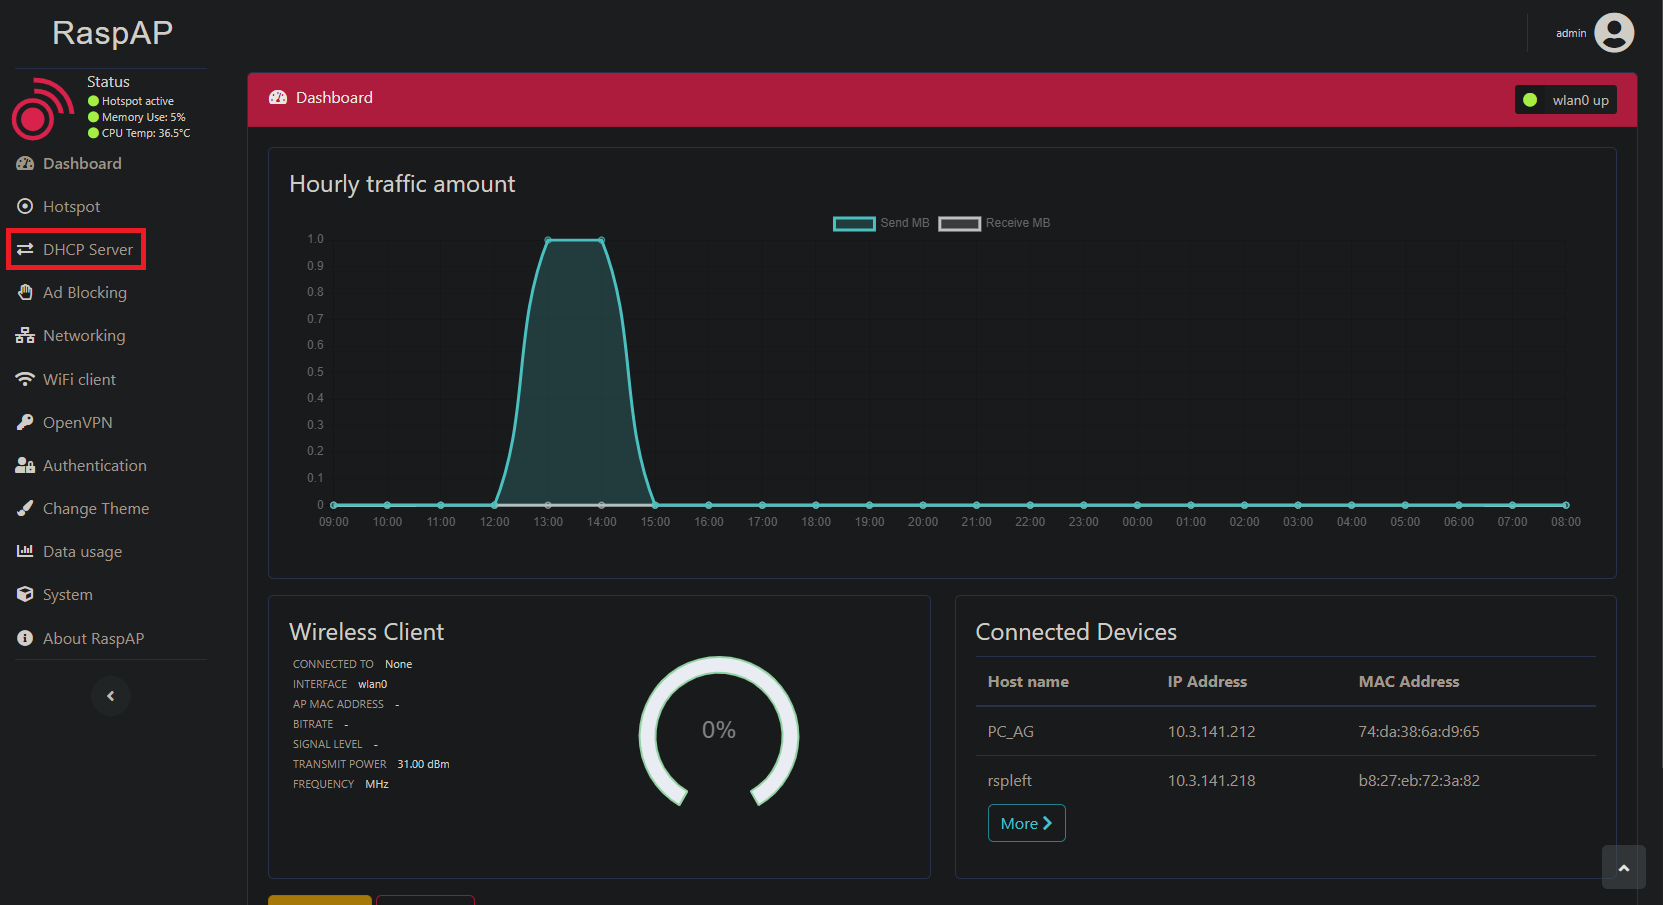 RaspAP
admin
Status
Hotspot active
Memory Use: 5%
CPU Temp: 36.5°C
Dashboard
Hotspot
DHCP Server
Ad Blocking
Networking
WiFi client
OpenVPN
Authentication
Change Theme
Data usage
System
About RaspAP
Dashboard
wlan0 up
Hourly traffic amount
Send MB Receive MB
1.0
0.9
0.8
0.7
0.6
0.5
0.4
0.3
0.2
0.1
0
09:00 10:00 11:00 12:00 13:00 14:00 15:00 16:00 17:00 18:00 19:00 20:00 21:00 22:00 23:00 00:00 01:00 02:00 03:00 04:00 05:00 06:00 07:00 08:00
Wireless Client
CONNECTED TO None
INTERFACE wlan0
AP MAC ADDRESS -
BITRATE -
SIGNAL LEVEL -
TRANSMIT POWER 31.00 dBm
FREQUENCY MHz
0%
Connected Devices
Host name IP Address MAC Address
PC_AG 10.3.141.212 74:da:38:6a:d9:65
rspleft 10.3.141.218 b8:27:eb:72:3a:82
More